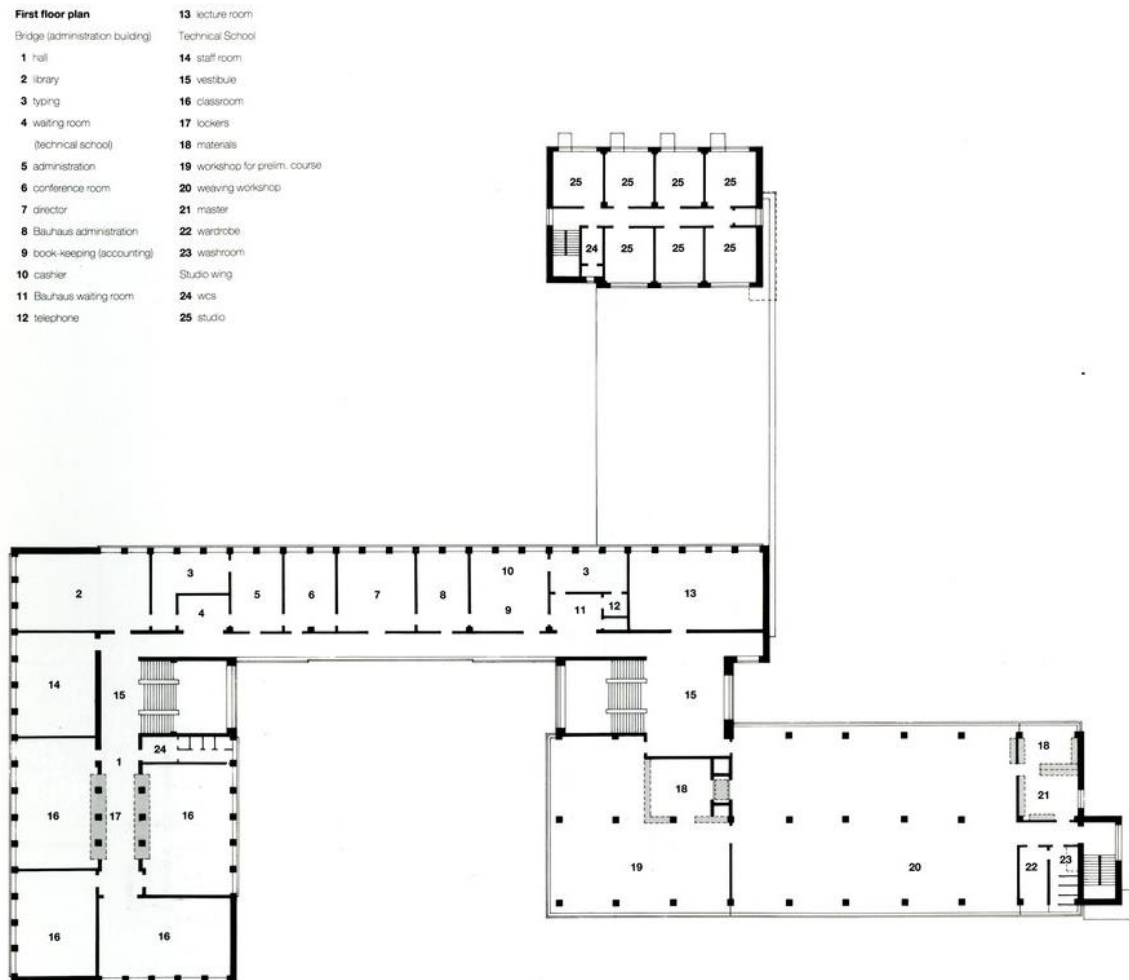 First floor plan
Bridge (administration building)
1 hall
2 library
3 typing
4 waiting room
(technical school)
5 administration
6 conference room
7 director
8 Bauhaus administration
9 book-keeping (accounting)
10 cashier
11 Bauhaus waiting room
12 telephone
13 lecture room
Technical School
14 staff room
15 vestibule
16 classroom
17 lockers
18 materials
19 workshop for prelim. course
20 weaving workshop
21 master
22 wardrobe
23 washroom
Studio wing
24 wcs
25 studio
25 25 25 25
24 25 25 25
2 3 4 5 6 7 8 10 9 3 11 12 13
14 15 15
1 24
16 17 16
18 18
21
19 20 22 23
16 16